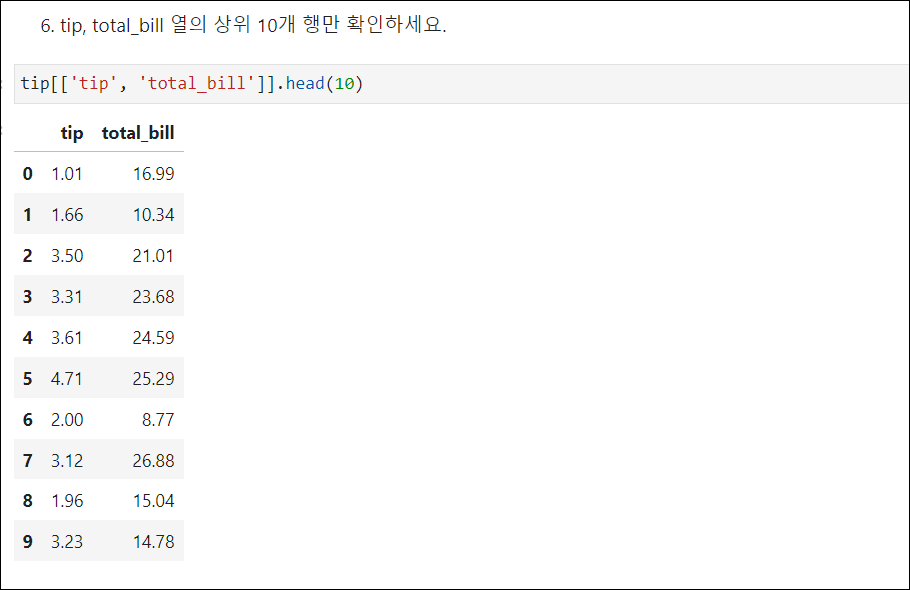 6. tip, total_bill 열의 상위 10개 행만 확인하세요.
tip[['tip', 'total_bill']].head(10)
tip total_bill
0 1.01 16.99
1 1.66 10.34
2 3.50 21.01
3 3.31 23.68
4 3.61 24.59
5 4.71 25.29
6 2.00 8.77
7 3.12 26.88
8 1.96 15.04
9 3.23 14.78